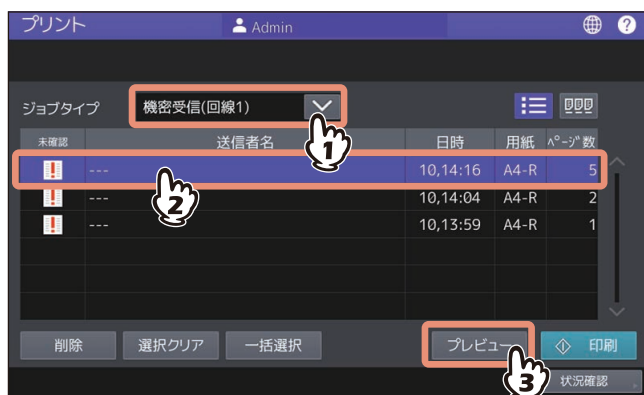 プリント Admin ?
ジョブタイプ 機密受信(回線1)
未確認 送信者名 日時 用紙 ページ数
! --- 10,14:16 A4-R 5
! --- 10,14:04 A4-R 2
! --- 10,13:59 A4-R 1
削除 選択クリア 一括選択 プレビュー 印刷
状況確認
1
2
3